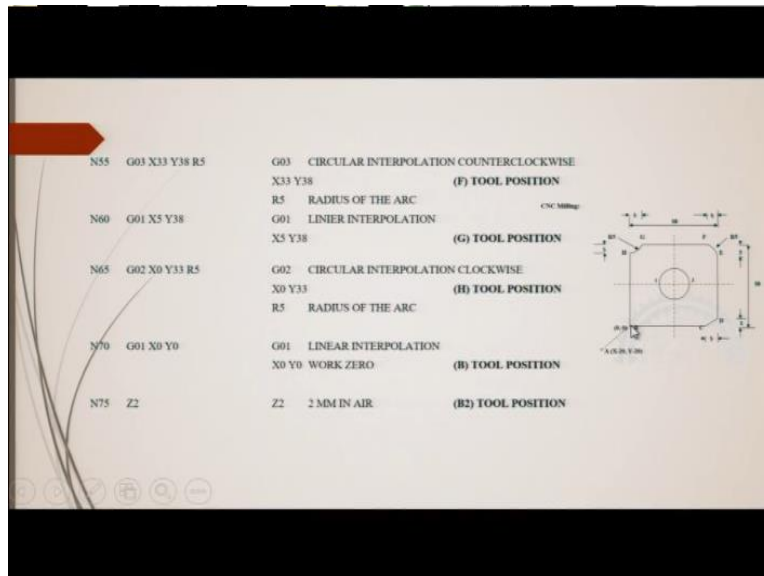 N55 G03 X33 Y38 R5 G03 CIRCULAR INTERPOLATION COUNTERCLOCKWISE
X33 Y38 (F) TOOL POSITION
R5 RADIUS OF THE ARC
CNC Milling:
N60 G01 X5 Y38 G01 LINIER INTERPOLATION
X5 Y38 (G) TOOL POSITION
N65 G02 X0 Y33 R5 G02 CIRCULAR INTERPOLATION CLOCKWISE
X0 Y33 (H) TOOL POSITION
R5 RADIUS OF THE ARC
N70 G01 X0 Y0 G01 LINEAR INTERPOLATION
X0 Y0 WORK ZERO (B) TOOL POSITION
N75 Z2 Z2 2 MM IN AIR (B2) TOOL POSITION
R5 G F R5
H E
C D